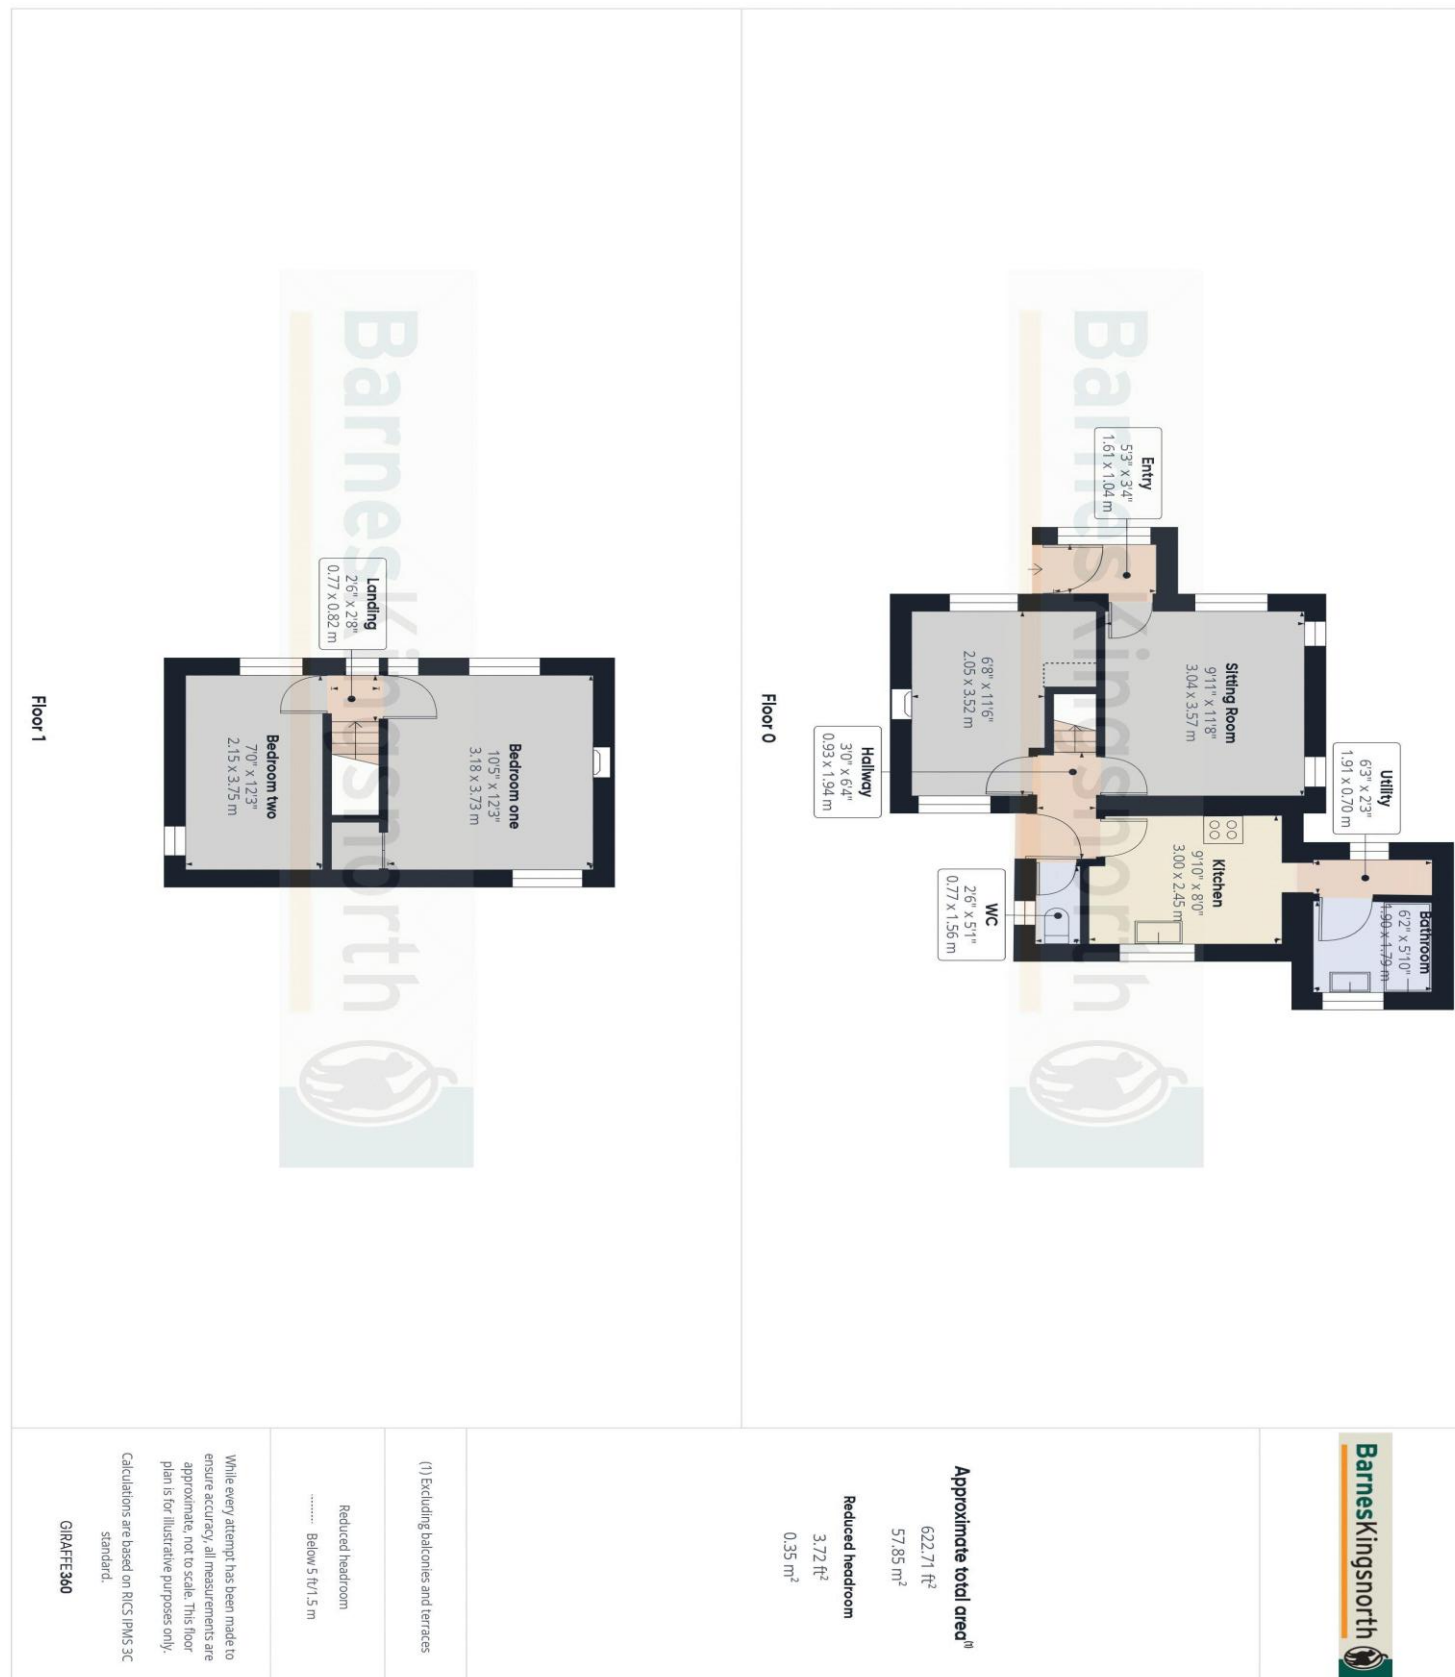 BarnesKingsnorth
Utility
6'3" x 2'3"
1.91 x 0.70 m
Bathroom
6'2" x 5'10"
1.90 x 1.79 m
Entry
5'3" x 3'4"
1.61 x 1.04 m
Sitting Room
9'11" x 11'8"
3.04 x 3.57 m
Kitchen
9'10" x 8'0"
3.00 x 2.45 m
6'8" x 11'6"
2.05 x 3.52 m
WC
2'6" x 5'1"
0.77 x 1.56 m
Hallway
3'0" x 6'4"
0.93 x 1.94 m
Floor 0
BarnesKingsnorth
Bedroom one
10'5" x 12'3"
3.18 x 3.73 m
Landing
2'6" x 2'8"
0.77 x 0.82 m
Bedroom two
7'0" x 12'3"
2.15 x 3.75 m
Floor 1
BarnesKingsnorth
Approximate total area(1)
622.71 ft²
57.85 m²
Reduced headroom
3.72 ft²
0.35 m²
(1) Excluding balconies and terraces
Reduced headroom
Below 5 ft/1.5 m
While every attempt has been made to
ensure accuracy, all measurements are
approximate, not to scale. This floor
plan is for illustrative purposes only.
Calculations are based on RICS IPMS 3C
standard.
GIRAFFE360